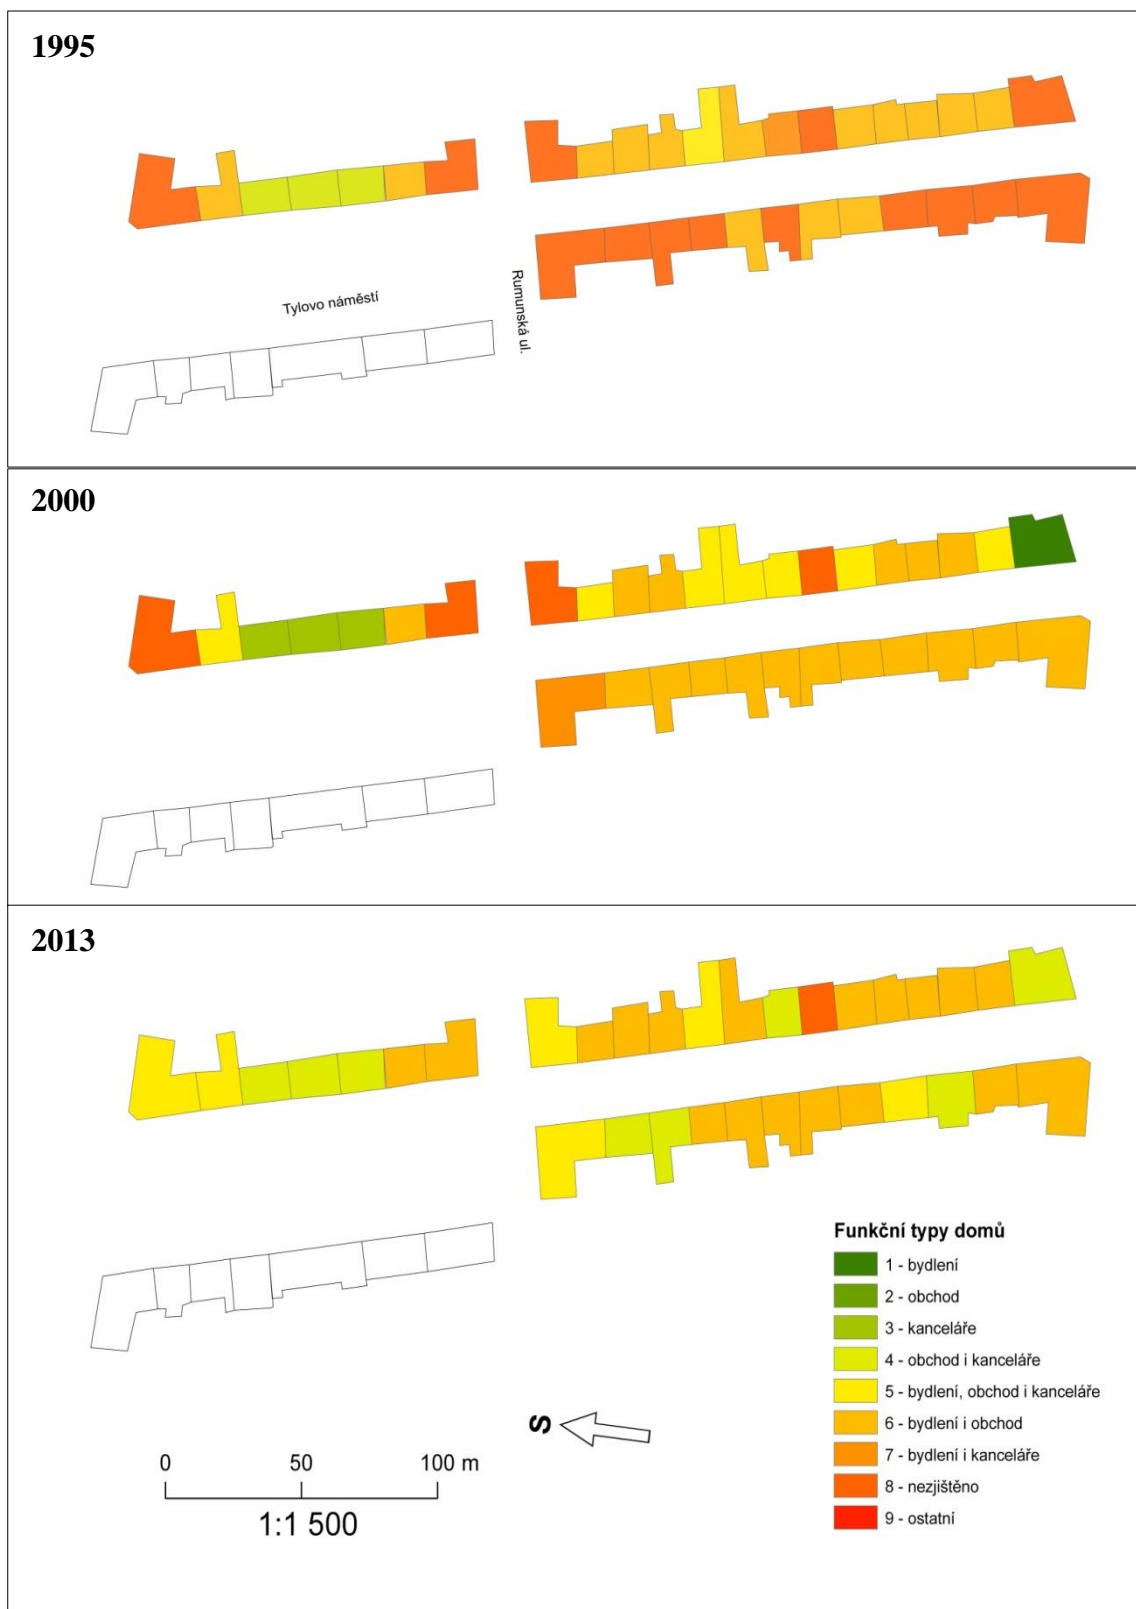 1995
Tylovo náměstí
Rumunská ul.
2000
2013
Funkční typy domů
1 - bydlení
2 - obchod
3 - kanceláře
4 - obchod i kanceláře
5 - bydlení, obchod i kanceláře
6 - bydlení i obchod
7 - bydlení i kanceláře
8 - nezjištěno
9 - ostatní
S
0 50 100 m
1:1 500